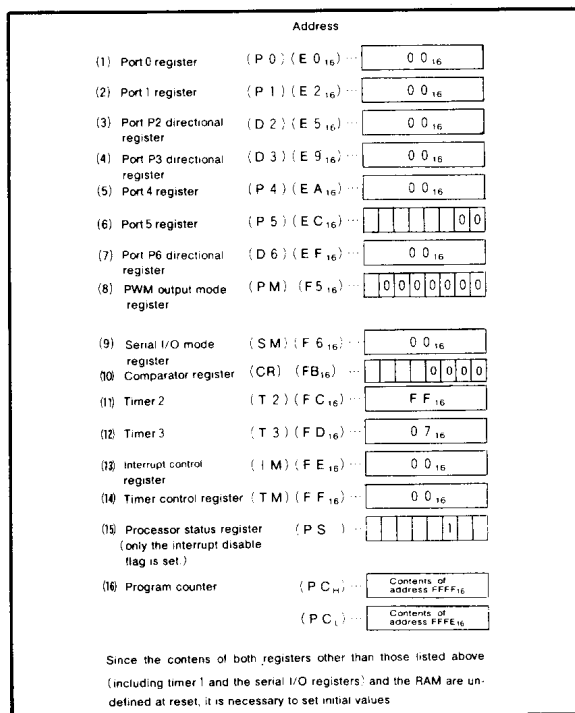 Address
(1) Port 0 register (P0) (E0₁₆) ··· 00₁₆
(2) Port 1 register (P1) (E2₁₆) ··· 00₁₆
(3) Port P2 directional register (D2) (E5₁₆) ··· 00₁₆
(4) Port P3 directional register (D3) (E9₁₆) ··· 00₁₆
(5) Port 4 register (P4) (EA₁₆) ··· 00₁₆
(6) Port 5 register (P5) (EC₁₆) ··· 0 0
(7) Port P6 directional register (D6) (EF₁₆) ··· 00₁₆
(8) PWM output mode register (PM) (F5₁₆) ··· 0 0 0 0 0 0 0
(9) Serial I/O mode register (SM) (F6₁₆) ··· 00₁₆
(10) Comparator register (CR) (FB₁₆) ··· 0 0 0 0
(11) Timer 2 (T2) (FC₁₆) ··· FF₁₆
(12) Timer 3 (T3) (FD₁₆) ··· 07₁₆
(13) Interrupt control register (IM) (FE₁₆) ··· 00₁₆
(14) Timer control register (TM) (FF₁₆) ··· 00₁₆
(15) Processor status register (PS ) ··· 1
(only the interrupt disable
flag is set.)
(16) Program counter (PC_H) ··· Contents of address FFFF₁₆
(PC_L) ··· Contents of address FFFE₁₆
Since the contens of both registers other than those listed above
(including timer 1 and the serial I/O registers) and the RAM are un-
defined at reset, it is necessary to set initial values